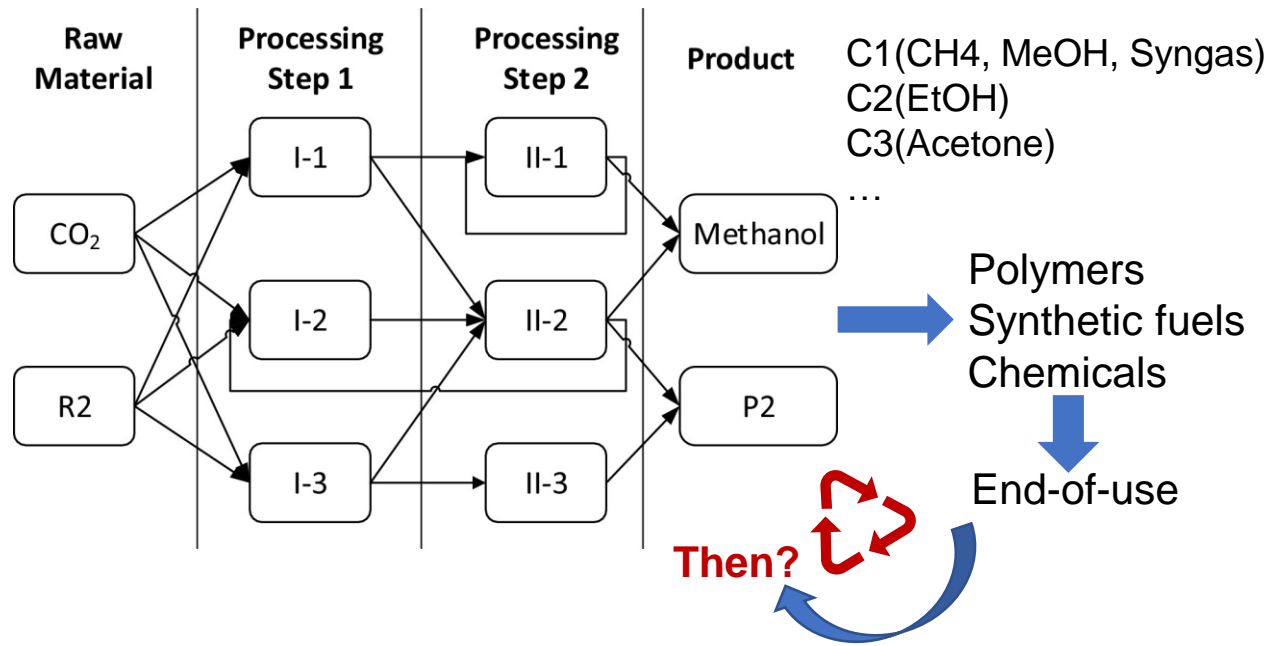 Raw
Material
Processing
Step 1
Processing
Step 2
Product
C1(CH4, MeOH, Syngas)
C2(EtOH)
C3(Acetone)
…
I-1
II-1
CO₂
Methanol
I-2
II-2
R2
P2
I-3
II-3
Polymers
Synthetic fuels
Chemicals
End-of-use
Then?